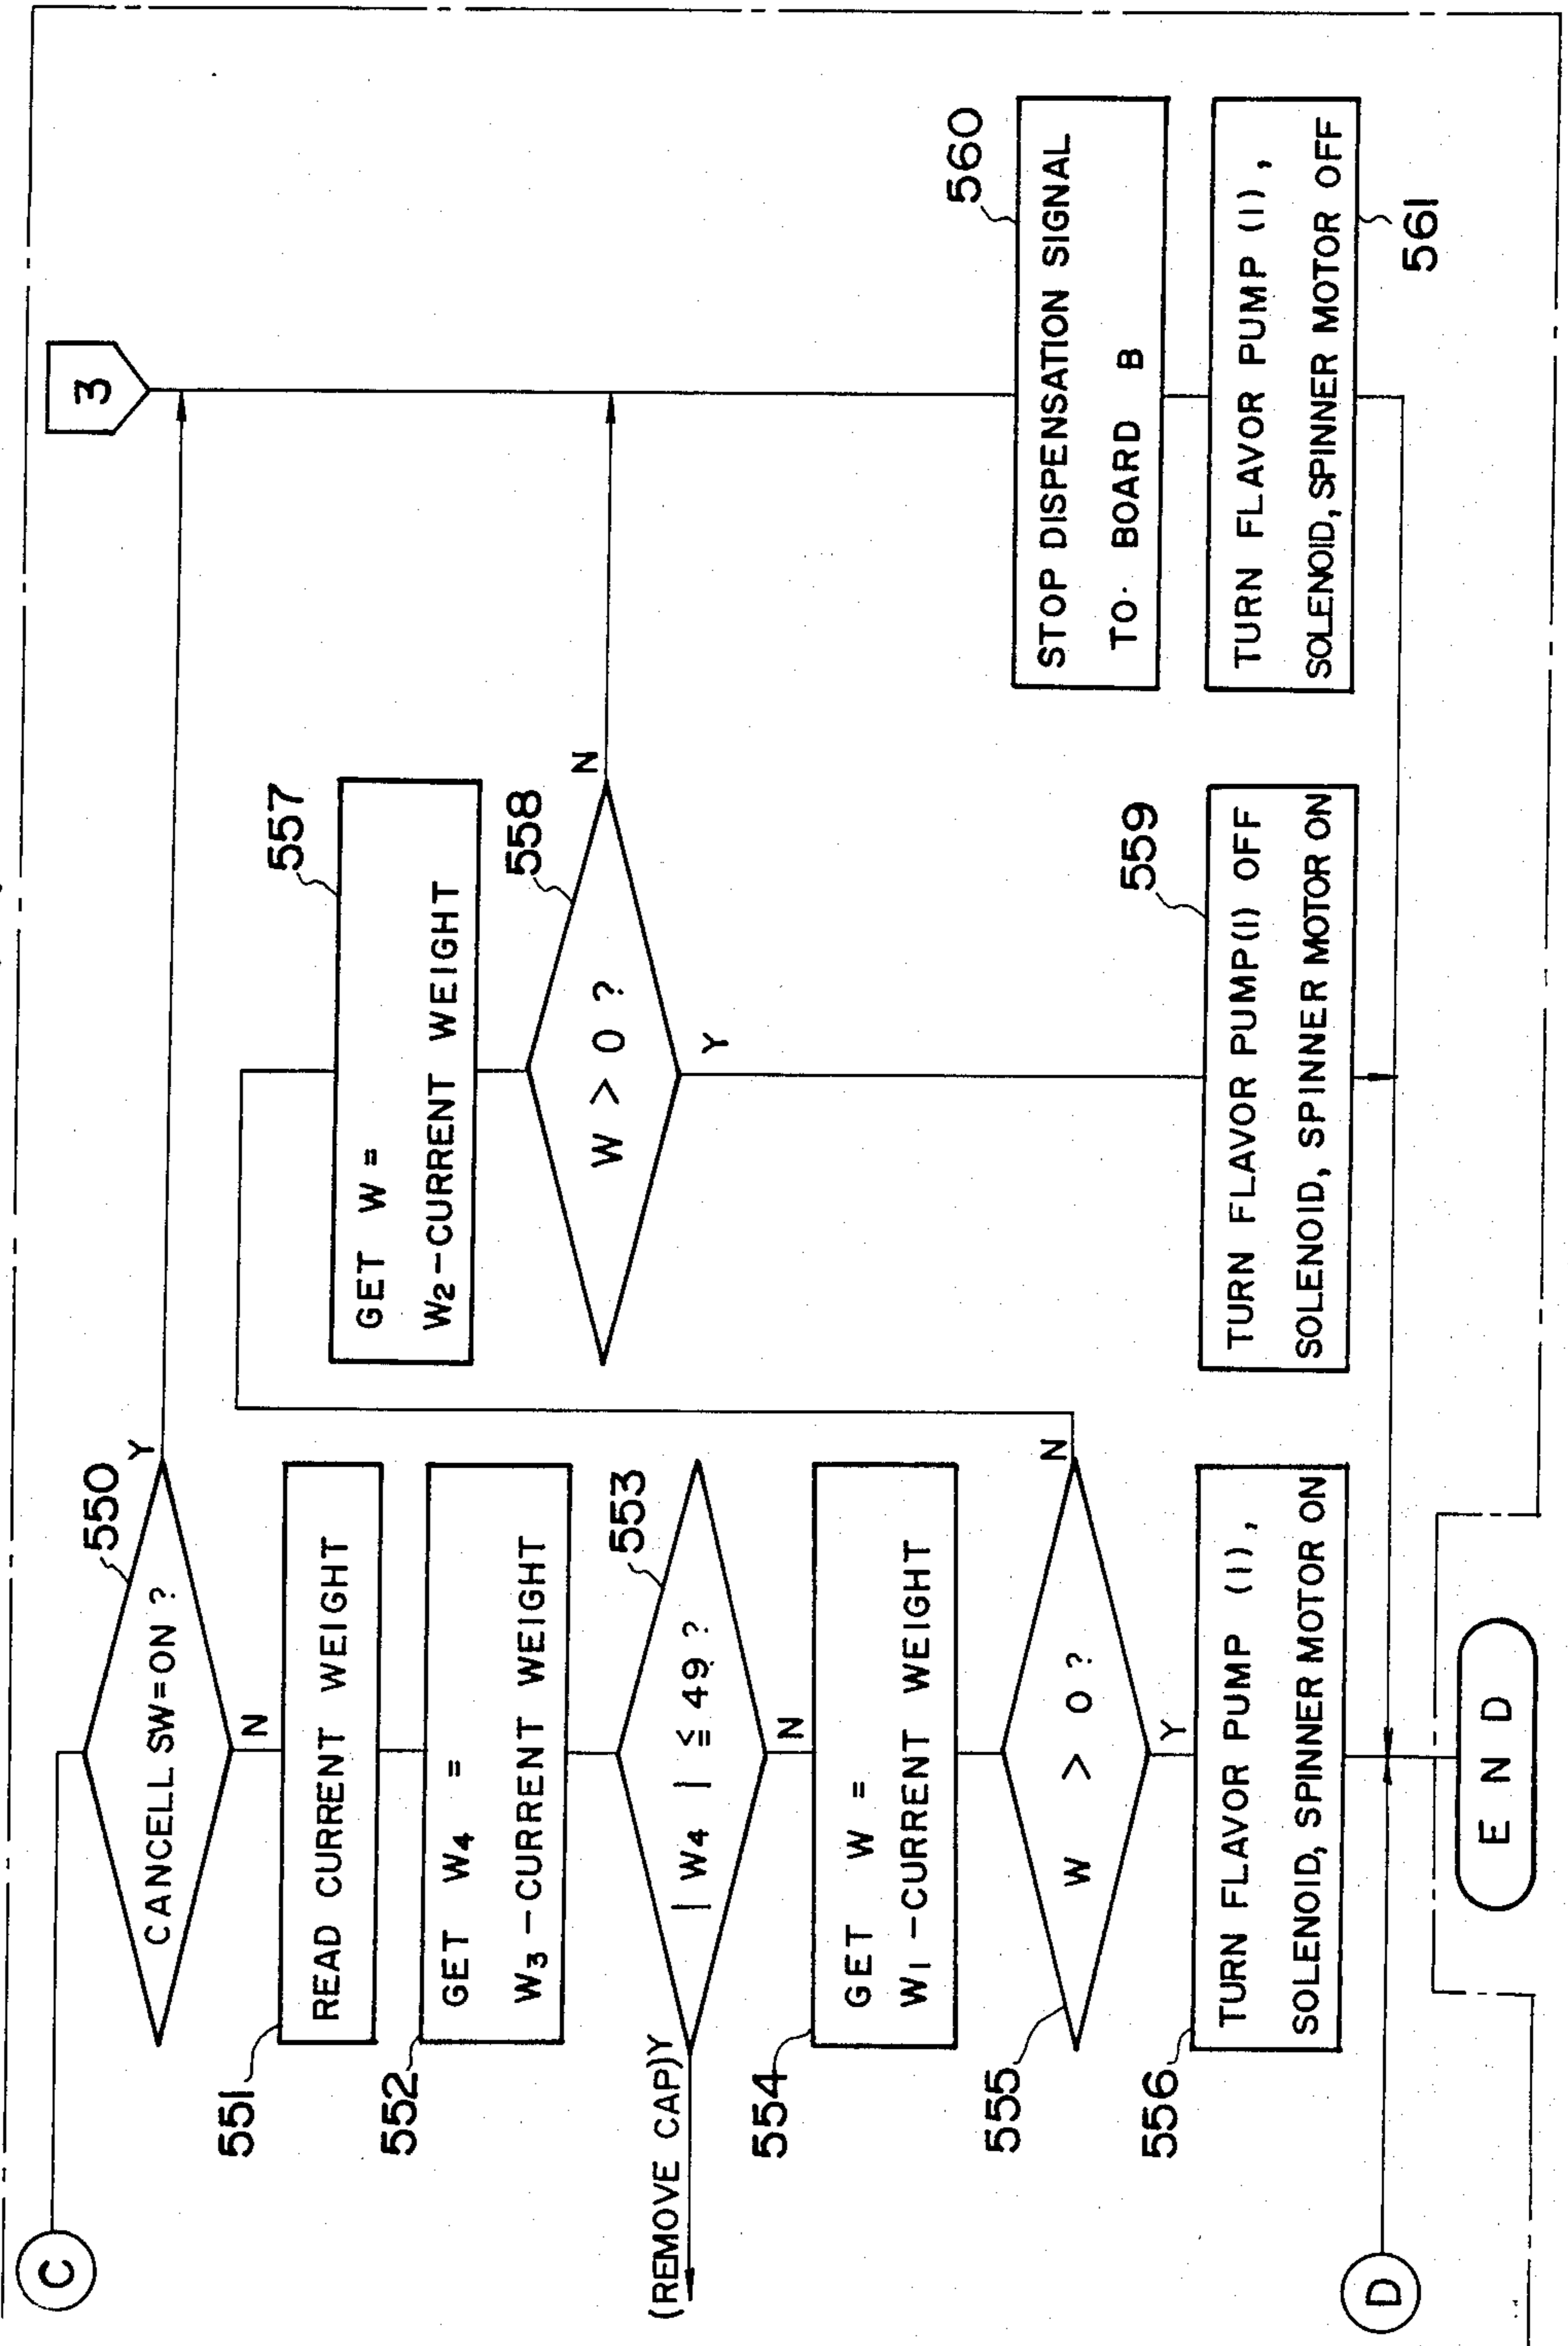 C
550
CANCELL SW=ON ?
Y
N
551
READ CURRENT WEIGHT
552
GET W4 =
W3 -CURRENT WEIGHT
553
| W4 | ≦ 49 ?
(REMOVE CAP)Y
N
554
GET W =
W1 -CURRENT WEIGHT
555
W > 0 ?
N
Y
556
TURN FLAVOR PUMP (1),
SOLENOID, SPINNER MOTOR ON
D
557
GET W =
W2-CURRENT WEIGHT
558
W > 0 ?
N
Y
559
TURN FLAVOR PUMP(1) OFF
SOLENOID, SPINNER MOTOR ON
3
560
STOP DISPENSATION SIGNAL
TO BOARD B
TURN FLAVOR PUMP (1),
SOLENOID, SPINNER MOTOR OFF
561
END